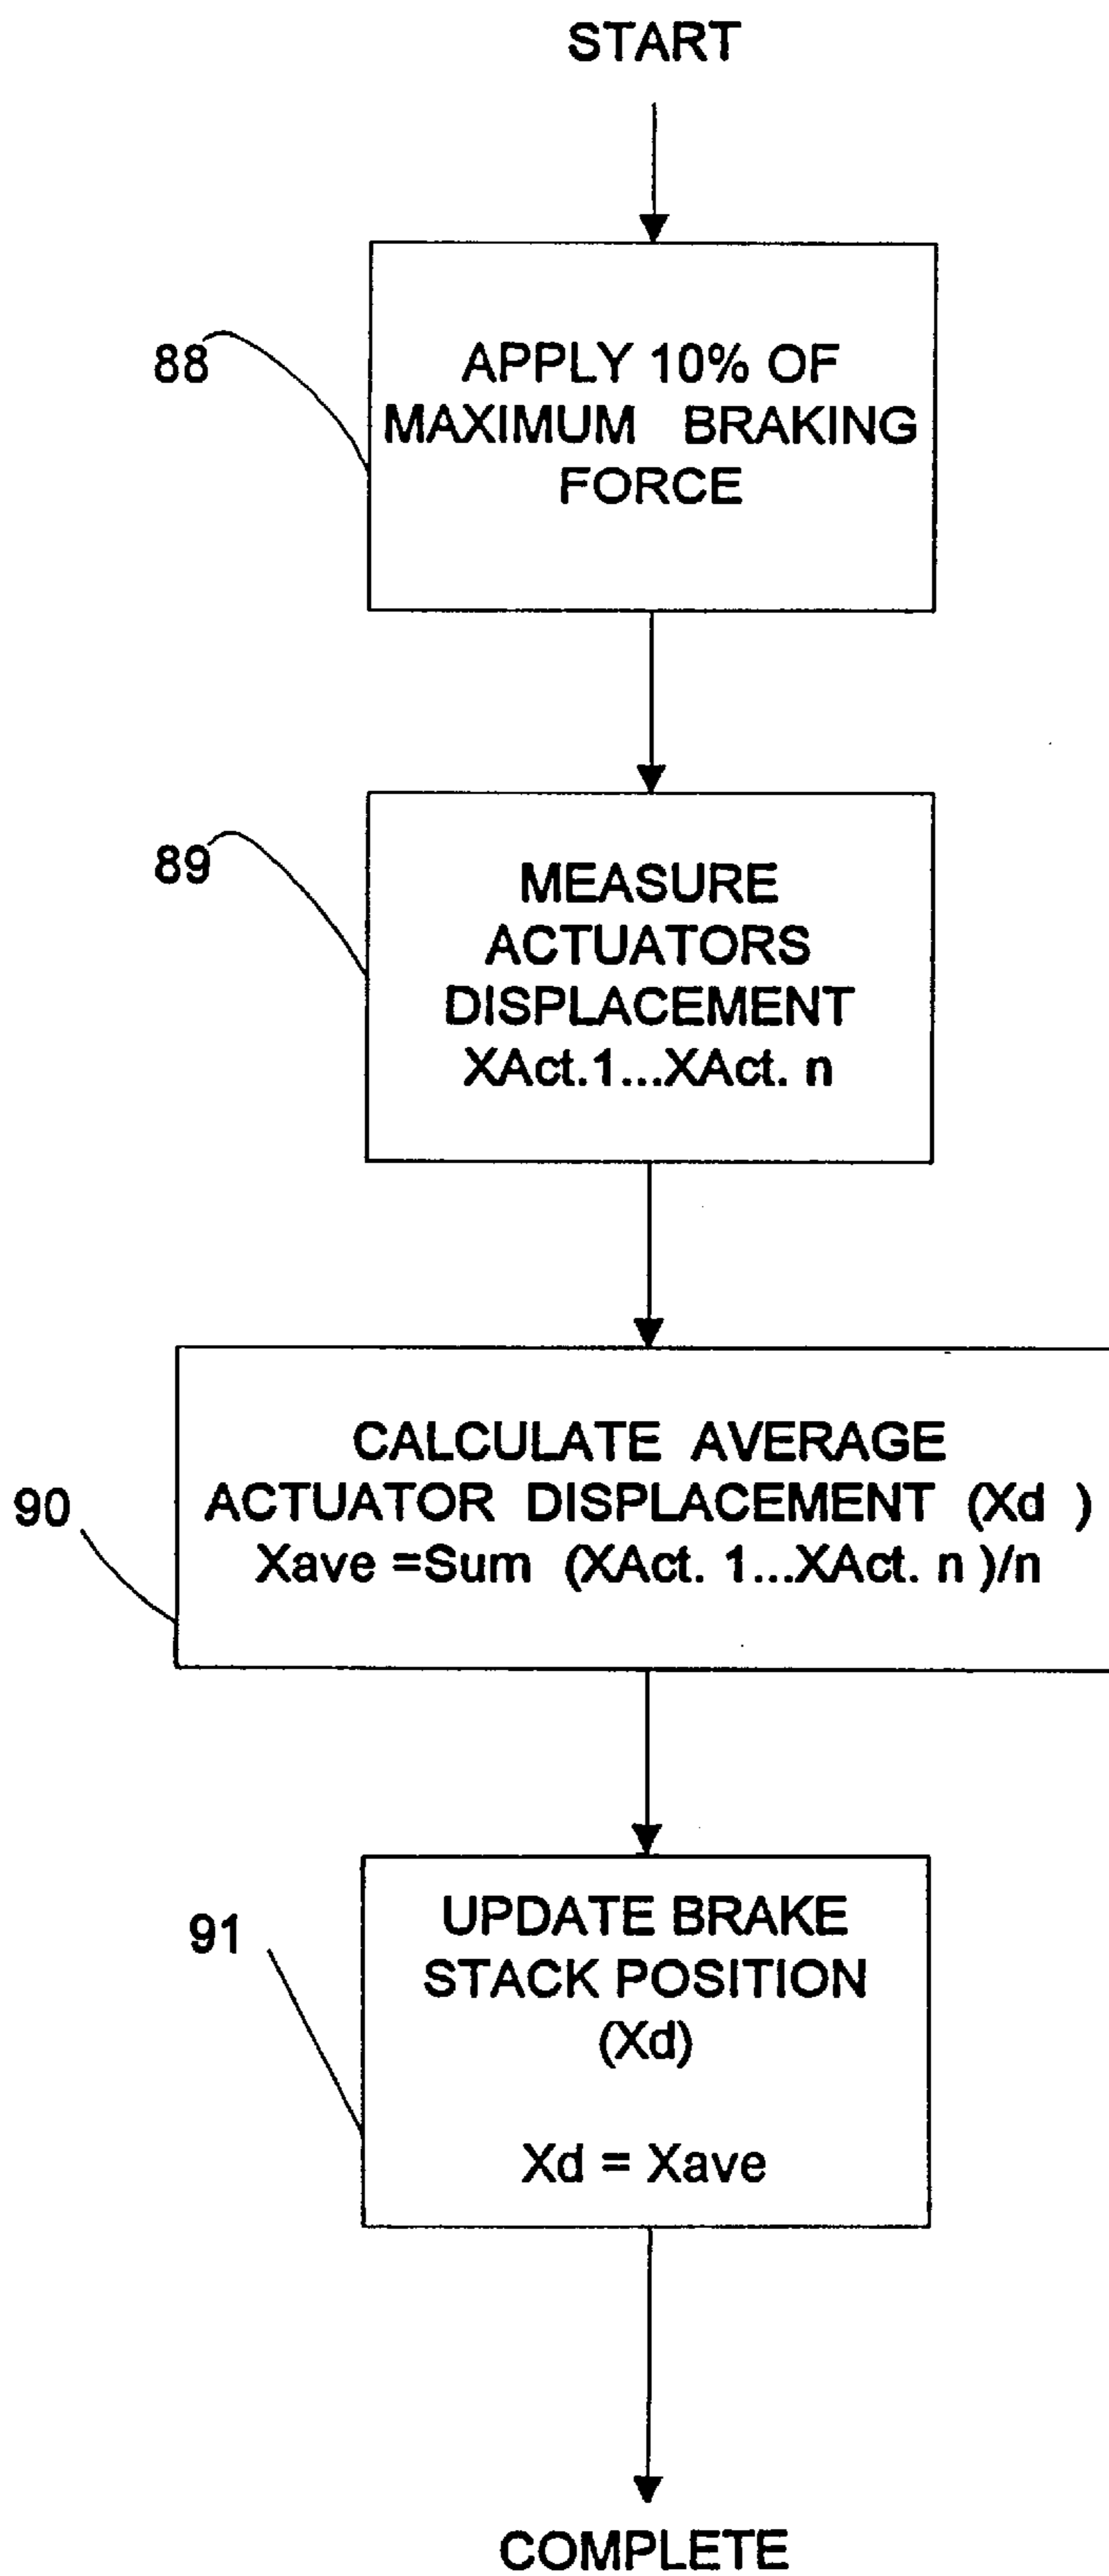 START
88
APPLY 10% OF
MAXIMUM BRAKING
FORCE
89
MEASURE
ACTUATORS
DISPLACEMENT
XAct.1...XAct. n
90
CALCULATE AVERAGE
ACTUATOR DISPLACEMENT (Xd )
Xave =Sum (XAct. 1...XAct. n )/n
91
UPDATE BRAKE
STACK POSITION
(Xd)
Xd = Xave
COMPLETE